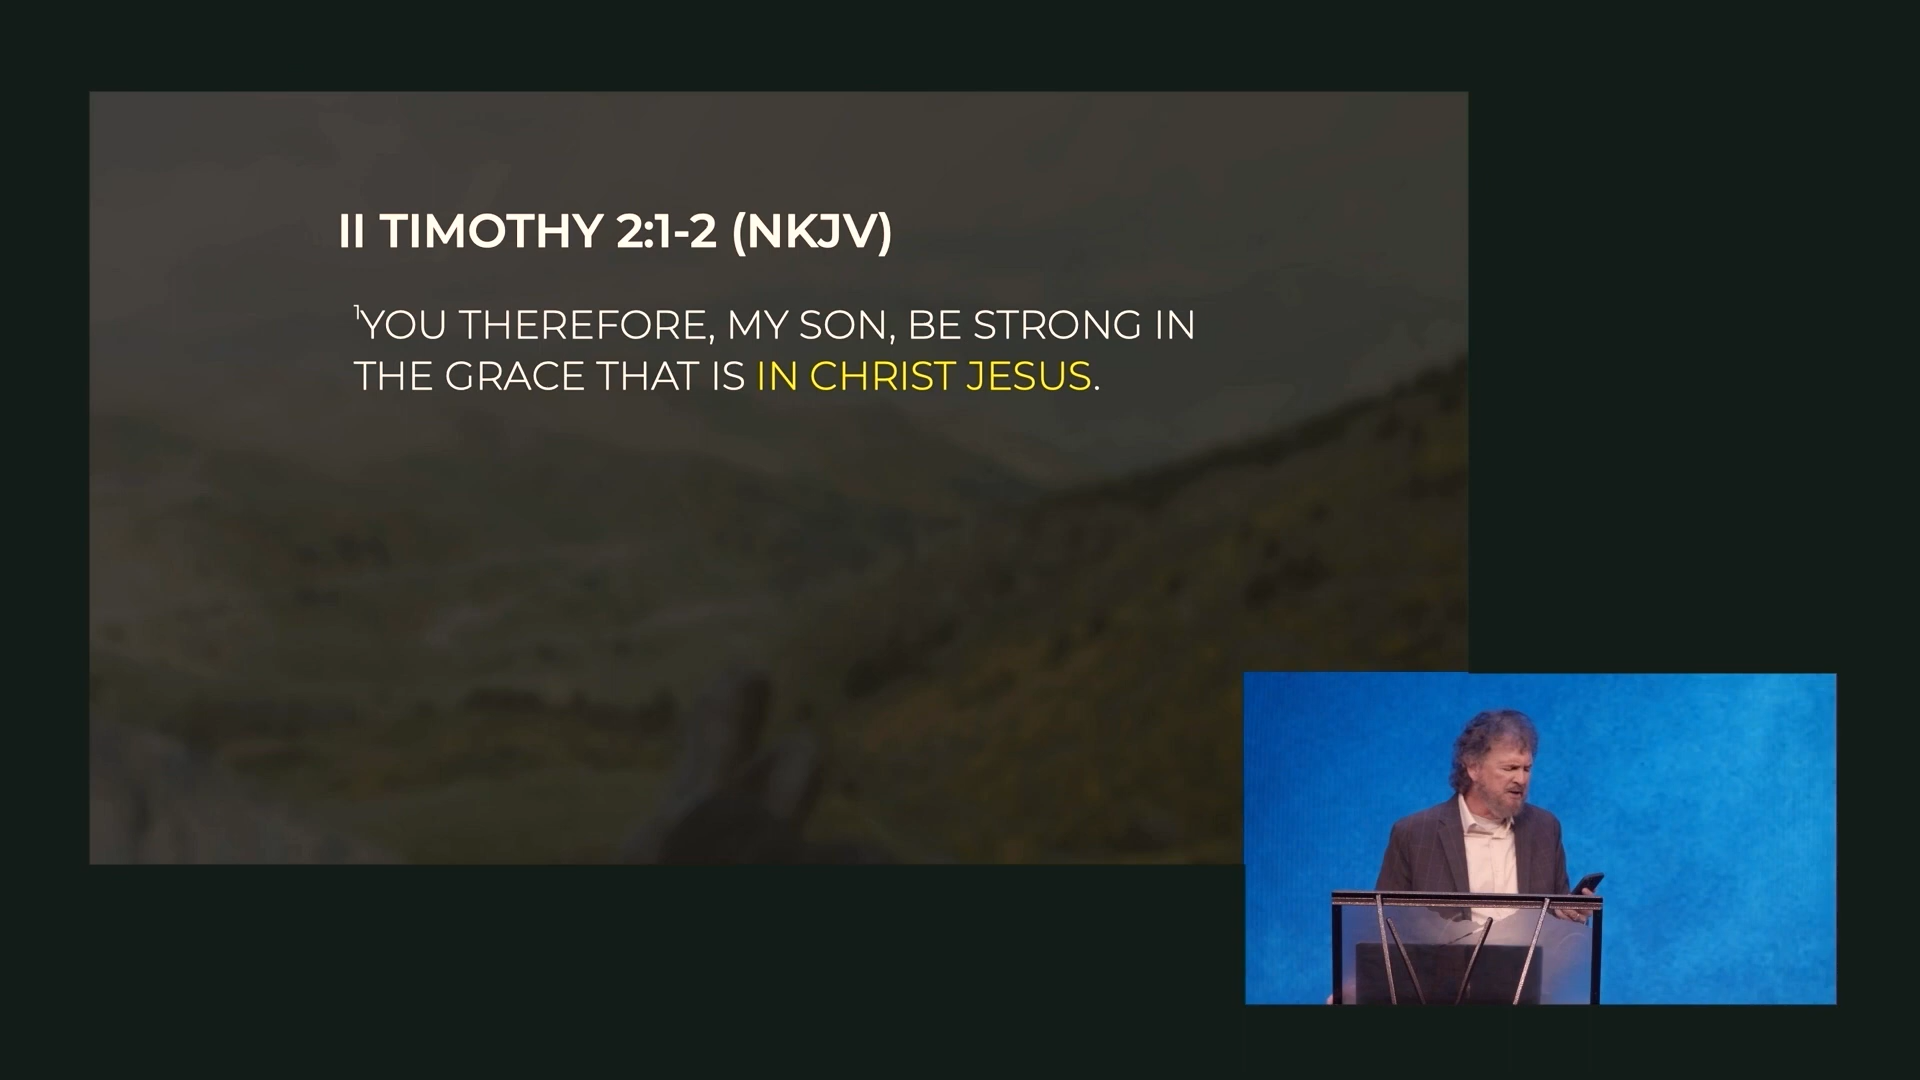 II TIMOTHY 2:1-2 (NKJV)
¹YOU THEREFORE, MY SON, BE STRONG IN
THE GRACE THAT IS IN CHRIST JESUS.